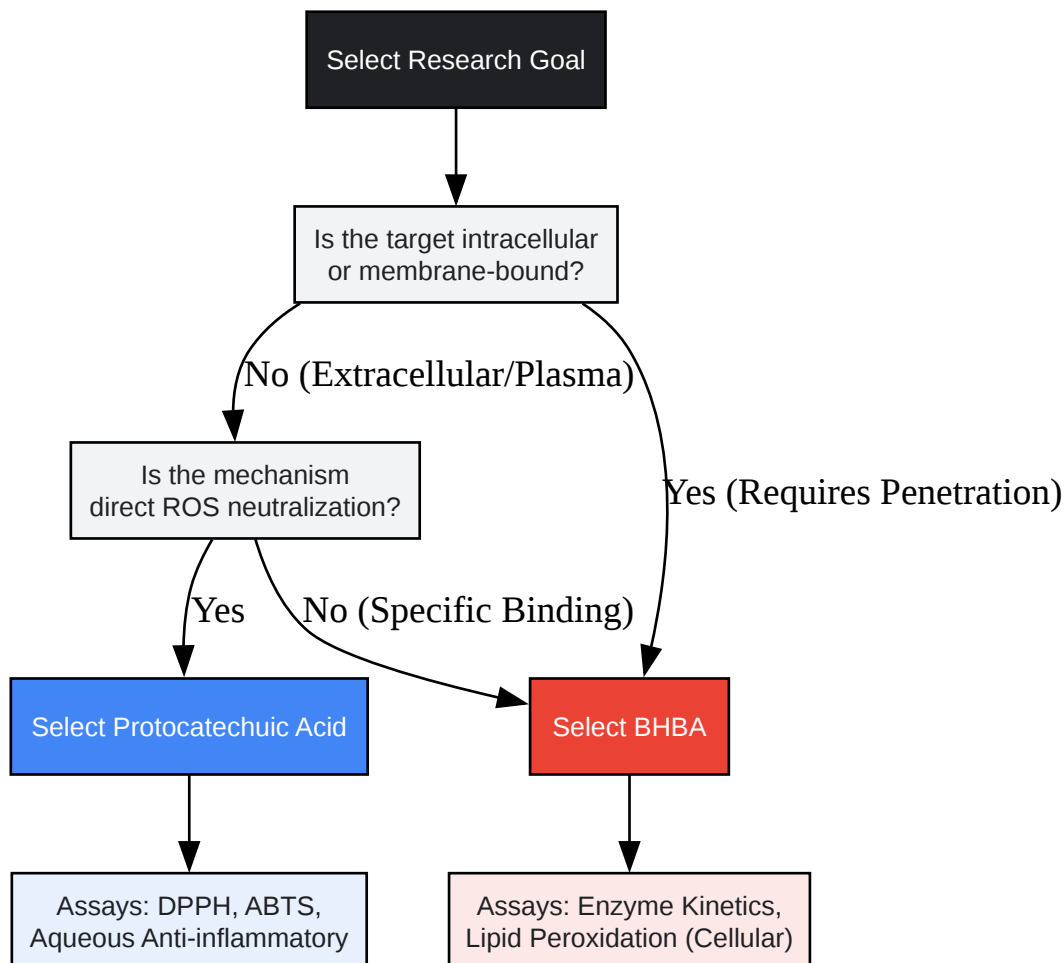 Select Research Goal
Is the target intracellular
or membrane-bound?
No (Extracellular/Plasma)
Is the mechanism
direct ROS neutralization?
Yes (Requires Penetration)
Yes
No (Specific Binding)
Select Protocatechuic Acid
Select BHBA
Assays: DPPH, ABTS,
Aqueous Anti-inflammatory
Assays: Enzyme Kinetics,
Lipid Peroxidation (Cellular)